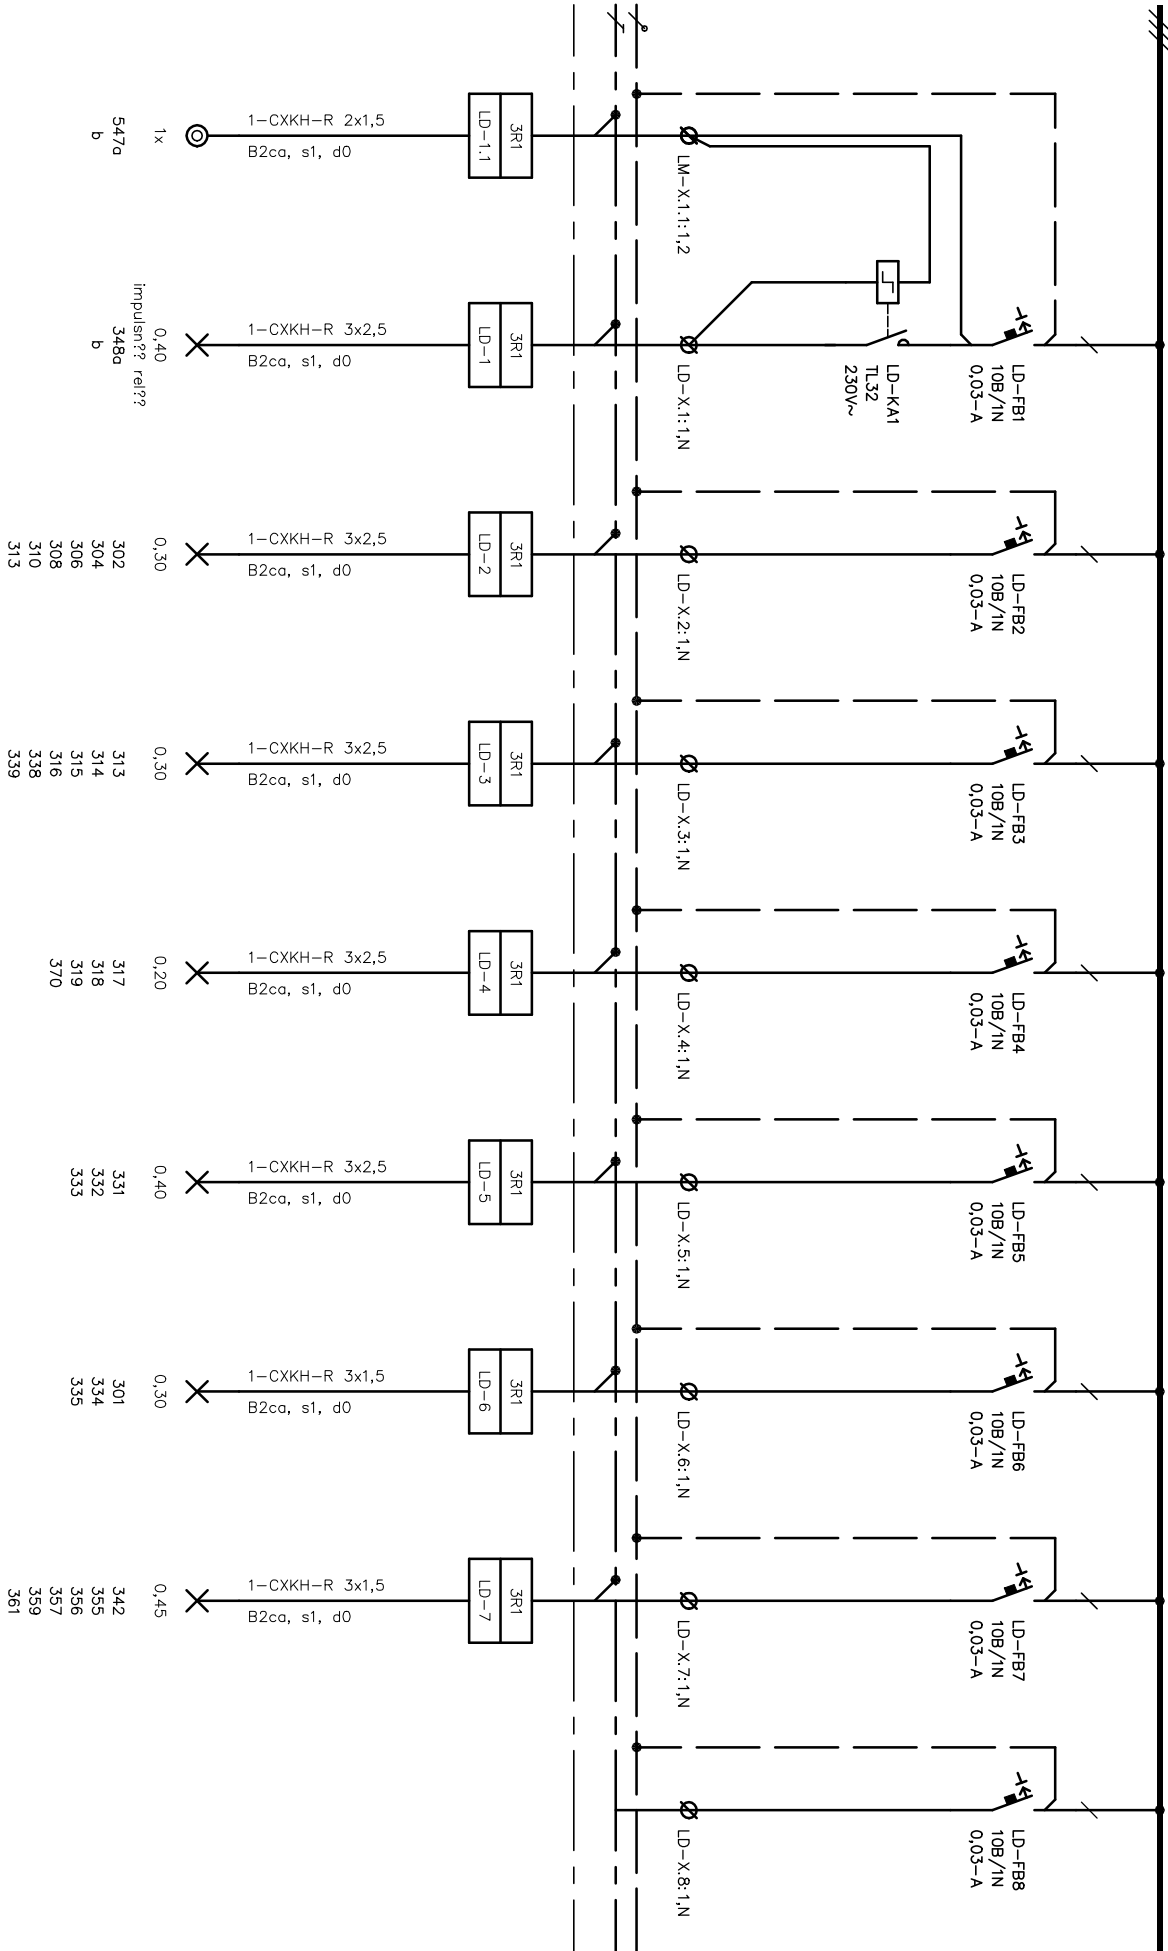 LD-FB1
10B/1N
0,03-A
LD-FB2
10B/1N
0,03-A
LD-FB3
10B/1N
0,03-A
LD-FB4
10B/1N
0,03-A
LD-FB5
10B/1N
0,03-A
LD-FB6
10B/1N
0,03-A
LD-FB7
10B/1N
0,03-A
LD-FB8
10B/1N
0,03-A
LD-KA1
TL32
230V~
LM-X.1.1:1,2
LD-X.1:1,N
LD-X.2:1,N
LD-X.3:1,N
LD-X.4:1,N
LD-X.5:1,N
LD-X.6:1,N
LD-X.7:1,N
LD-X.8:1,N
3R1
LD-1.1
3R1
LD-1
3R1
LD-2
3R1
LD-3
3R1
LD-4
3R1
LD-5
3R1
LD-6
3R1
LD-7
1-CXKH-R 2x1,5
B2ca, s1, d0
1-CXKH-R 3x2,5
B2ca, s1, d0
1-CXKH-R 3x2,5
B2ca, s1, d0
1-CXKH-R 3x2,5
B2ca, s1, d0
1-CXKH-R 3x2,5
B2ca, s1, d0
1-CXKH-R 3x2,5
B2ca, s1, d0
1-CXKH-R 3x1,5
B2ca, s1, d0
1-CXKH-R 3x1,5
B2ca, s1, d0
1x
547a
b
0,40
impulsn?? rel??
348a
b
0,30
302
304
306
308
310
313
0,30
313
314
315
316
338
339
0,20
317
318
319
370
0,40
331
332
333
0,30
301
334
335
0,45
342
355
356
357
359
361